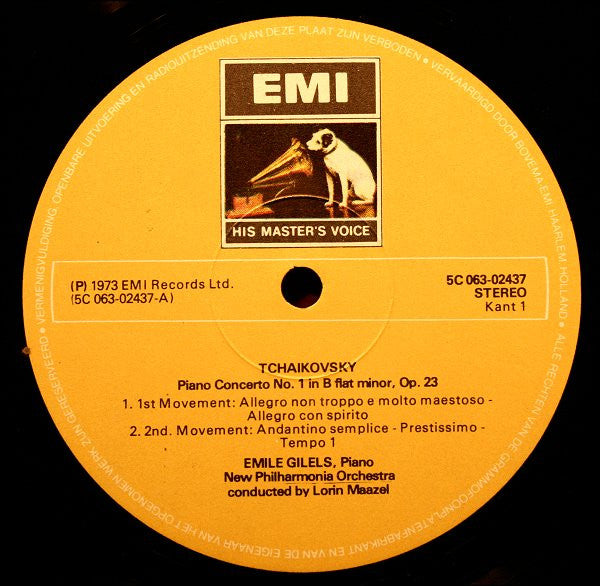 EMI
HIS MASTER'S VOICE
(P) 1973 EMI Records Ltd.
(5C 063-02437-A)
5C 063-02437
STEREO
Kant 1
TCHAIKOVSKY
Piano Concerto No. 1 in B flat minor, Op. 23
1. 1st Movement: Allegro non troppo e molto maestoso -
Allegro con spirito
2. 2nd. Movement: Andantino semplice - Prestissimo -
Tempo 1
EMILE GILELS, Piano
New Philharmonia Orchestra
conducted by Lorin Maazel
ALLE RECHTEN VAN DE GRAMMOFOONPLATENFABRIKANT EN VAN DE EIGENAAR VAN HET OPGENOMEN WERK ZIJN GERESERVEERD • VERMENIGVULDIGING OPENBARE UITVOERING EN RADIOUITZENDING VAN DEZE PLAAT ZIJN VERBODEN • VERVAARDIGD DOOR BOVEMA-EMI HAARLEM HOLLAND •